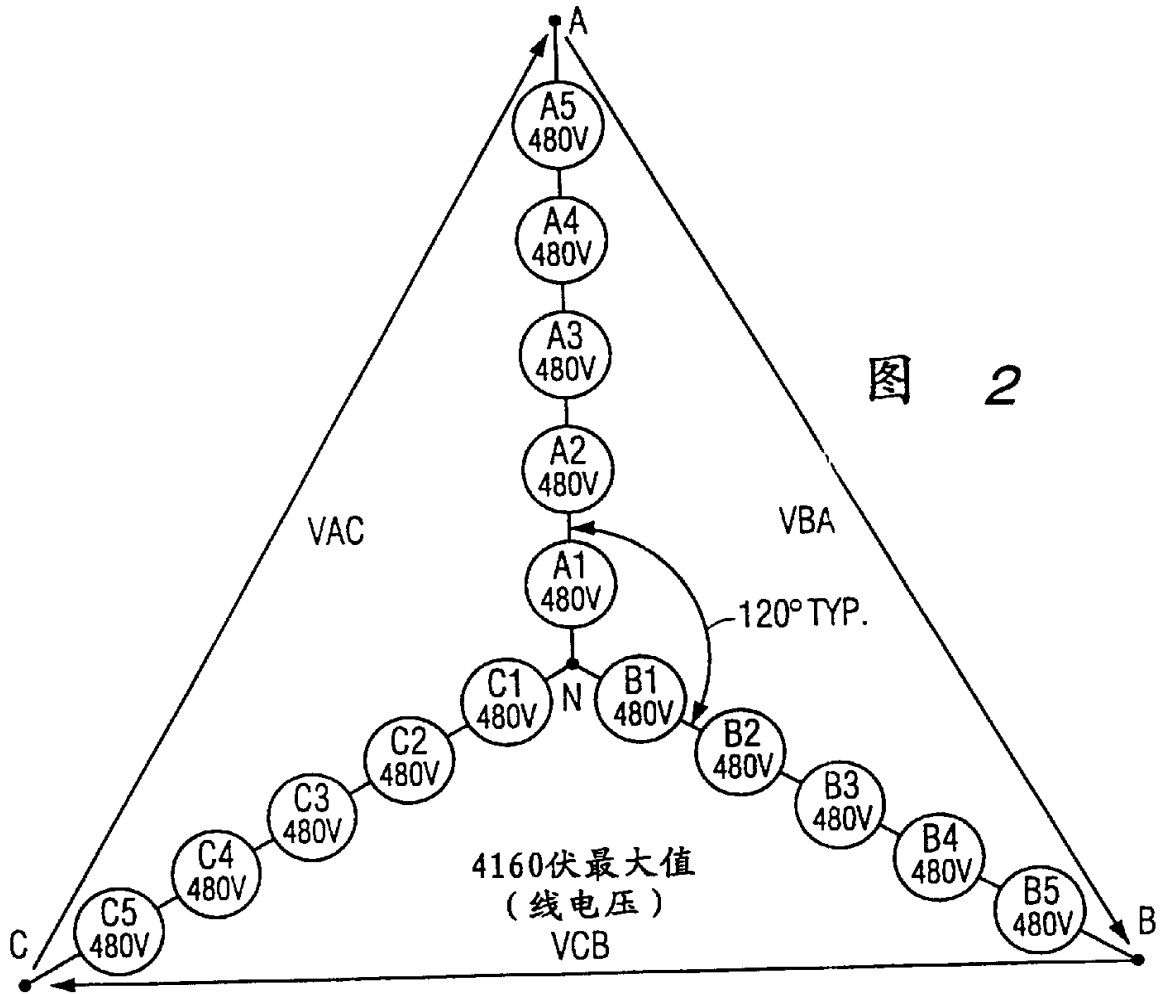 A
A5
480V
A4
480V
A3
480V
图 2
A2
480V
VAC
VBA
A1
480V
120° TYP.
N
C1
480V
B1
480V
C2
480V
B2
480V
C3
480V
B3
480V
C4
480V
B4
480V
4160伏最大值
(线电压)
C5
480V
B5
480V
C
B
VCB